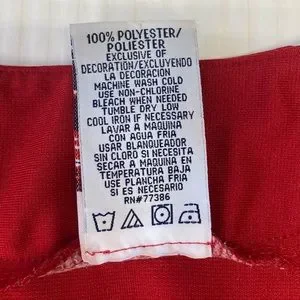 100% POLYESTER/
POLIESTER
EXCLUSIVE OF
DECORATION/EXCLUYENDO
LA DECORACION
MACHINE WASH COLD
USE NON-CHLORINE
BLEACH WHEN NEEDED
TUMBLE DRY LOW
COOL IRON IF NECESSARY
LAVAR A MAQUINA
CON AGUA FRIA
USAR BLANQUEADOR
SIN CLORO SI NECESITA
SECAR A MAQUINA EN
TEMPERATURA BAJA
USE PLANCHA FRIA
SI ES NECESARIO
RN#77386